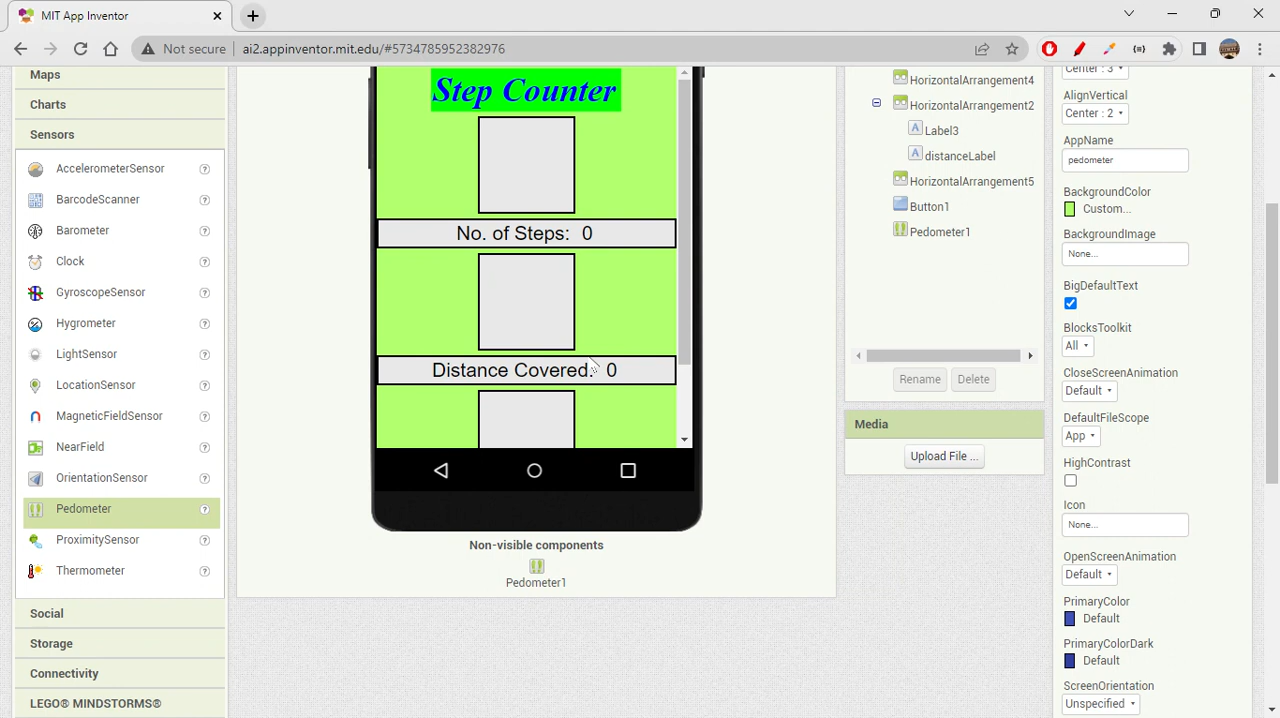 MIT App Inventor
Not secure
ai2.appinventor.mit.edu/#5734785952382976
Maps
Charts
Sensors
AccelerometerSensor
BarcodeScanner
Barometer
Clock
GyroscopeSensor
Hygrometer
LightSensor
LocationSensor
MagneticFieldSensor
NearField
OrientationSensor
Pedometer
ProximitySensor
Thermometer
Social
Storage
Connectivity
LEGO® MINDSTORMS®
Step Counter
No. of Steps: 0
Distance Covered: 0
Non-visible components
Pedometer1
HorizontalArrangement4
HorizontalArrangement2
Label3
distanceLabel
HorizontalArrangement5
Button1
Pedometer1
Rename Delete
Media
Upload File ...
Center : 3
AlignVertical
Center : 2
AppName
pedometer
BackgroundColor
Custom...
BackgroundImage
None...
BigDefaultText
BlocksToolkit
All
CloseScreenAnimation
Default
DefaultFileScope
App
HighContrast
Icon
None...
OpenScreenAnimation
Default
PrimaryColor
Default
PrimaryColorDark
Default
ScreenOrientation
Unspecified